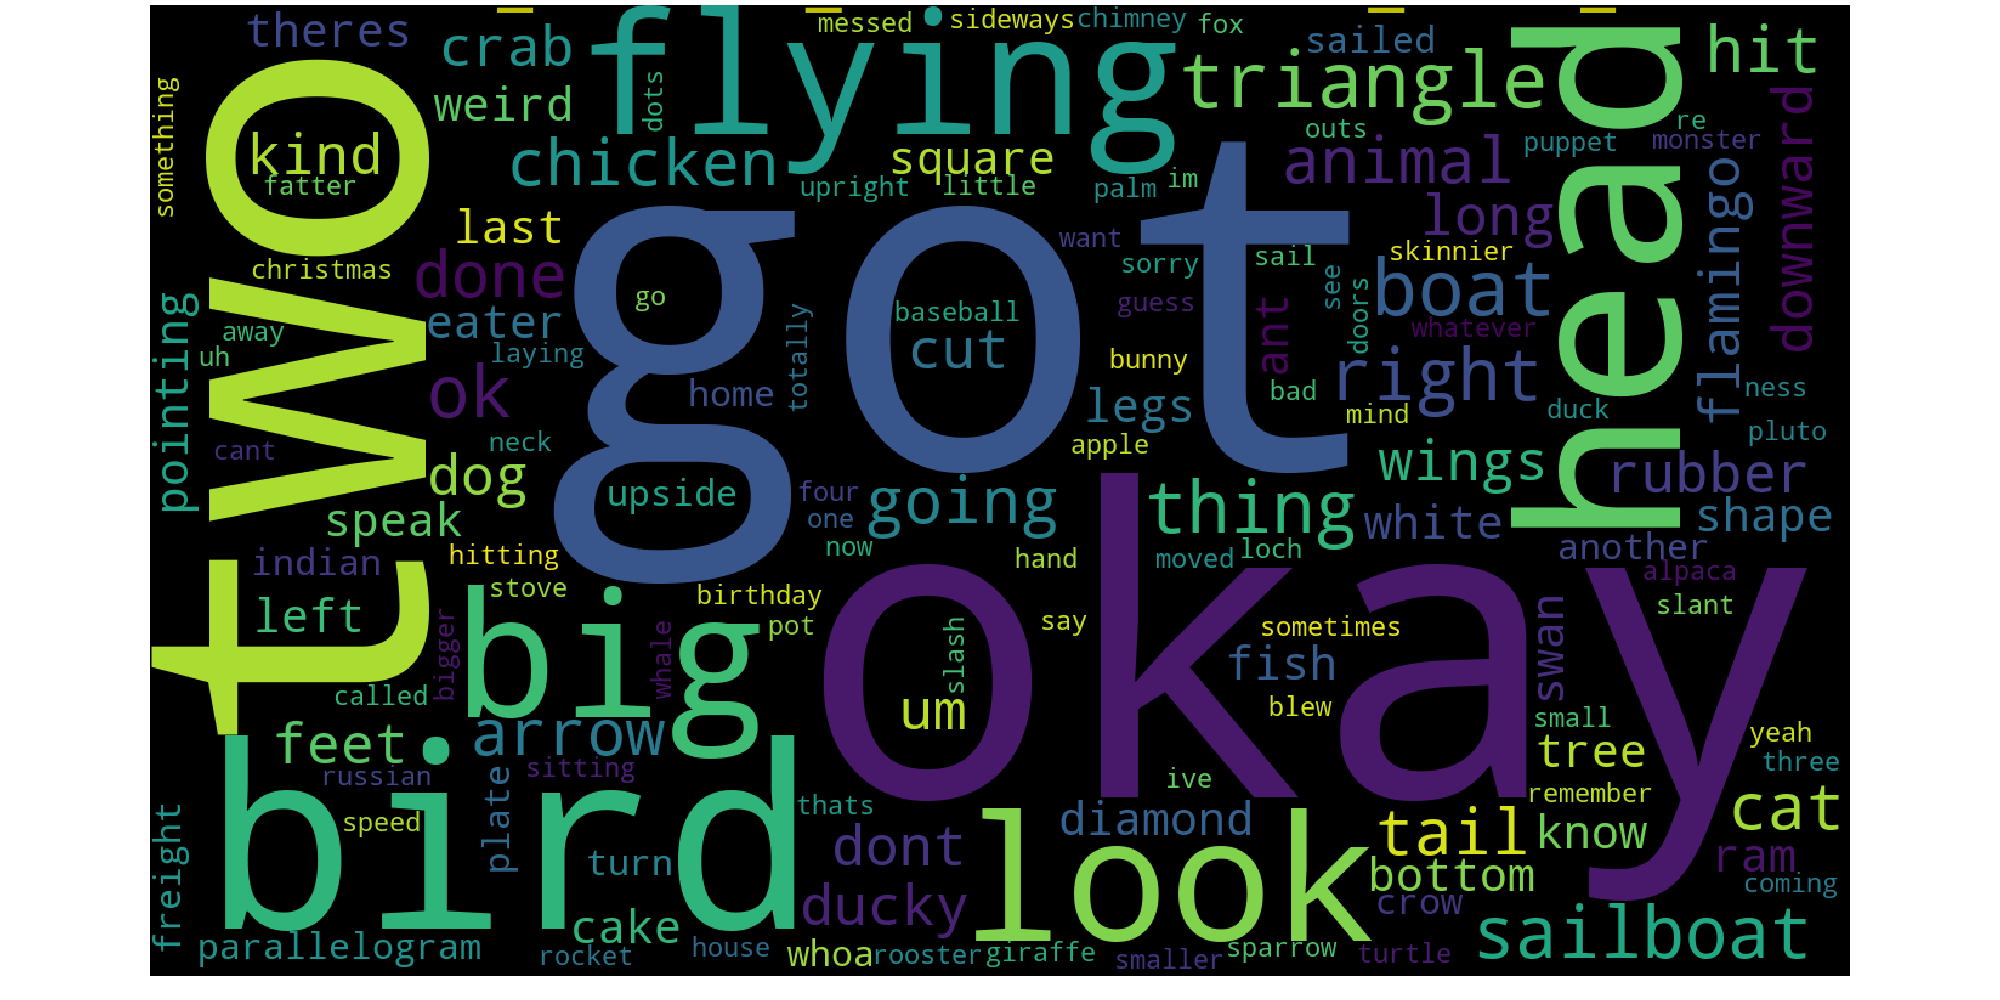 theres
crab
flying
messed
sideways
chimney
fox
sailed
triangle
head
hit
something
two
kind
fatter
weird
dots
chicken
square
upright
little
palm
im
outs
animal
puppet
re
monster
downward
flamingo
last
christmas
done
got
go
want
sorry
sail
long
skinnier
boat
see
doors
guess
ant
whatever
pointing
away
uh
eater
laying
totally
baseball
cut
bunny
right
ok
home
legs
bad
mind
duck
ness
pluto
cant
neck
apple
dog
upside
four
one
now
going
thing
wings
rubber
white
shape
speak
another
indian
hitting
hand
moved
loch
alpaca
slant
left
stove
big
birthday
pot
okay
say
sometimes
fish
swan
bigger
whale
slash
called
um
blew
small
feet
arrow
yeah
tree
three
russian
sitting
ive
remember
bird
speed
plate
thats
look
diamond
tail
know
cat
freight
turn
dont
bottom
ram
coming
ducky
crow
cake
sailboat
parallelogram
rocket
house
whoa
rooster
giraffe
smaller
sparrow
turtle